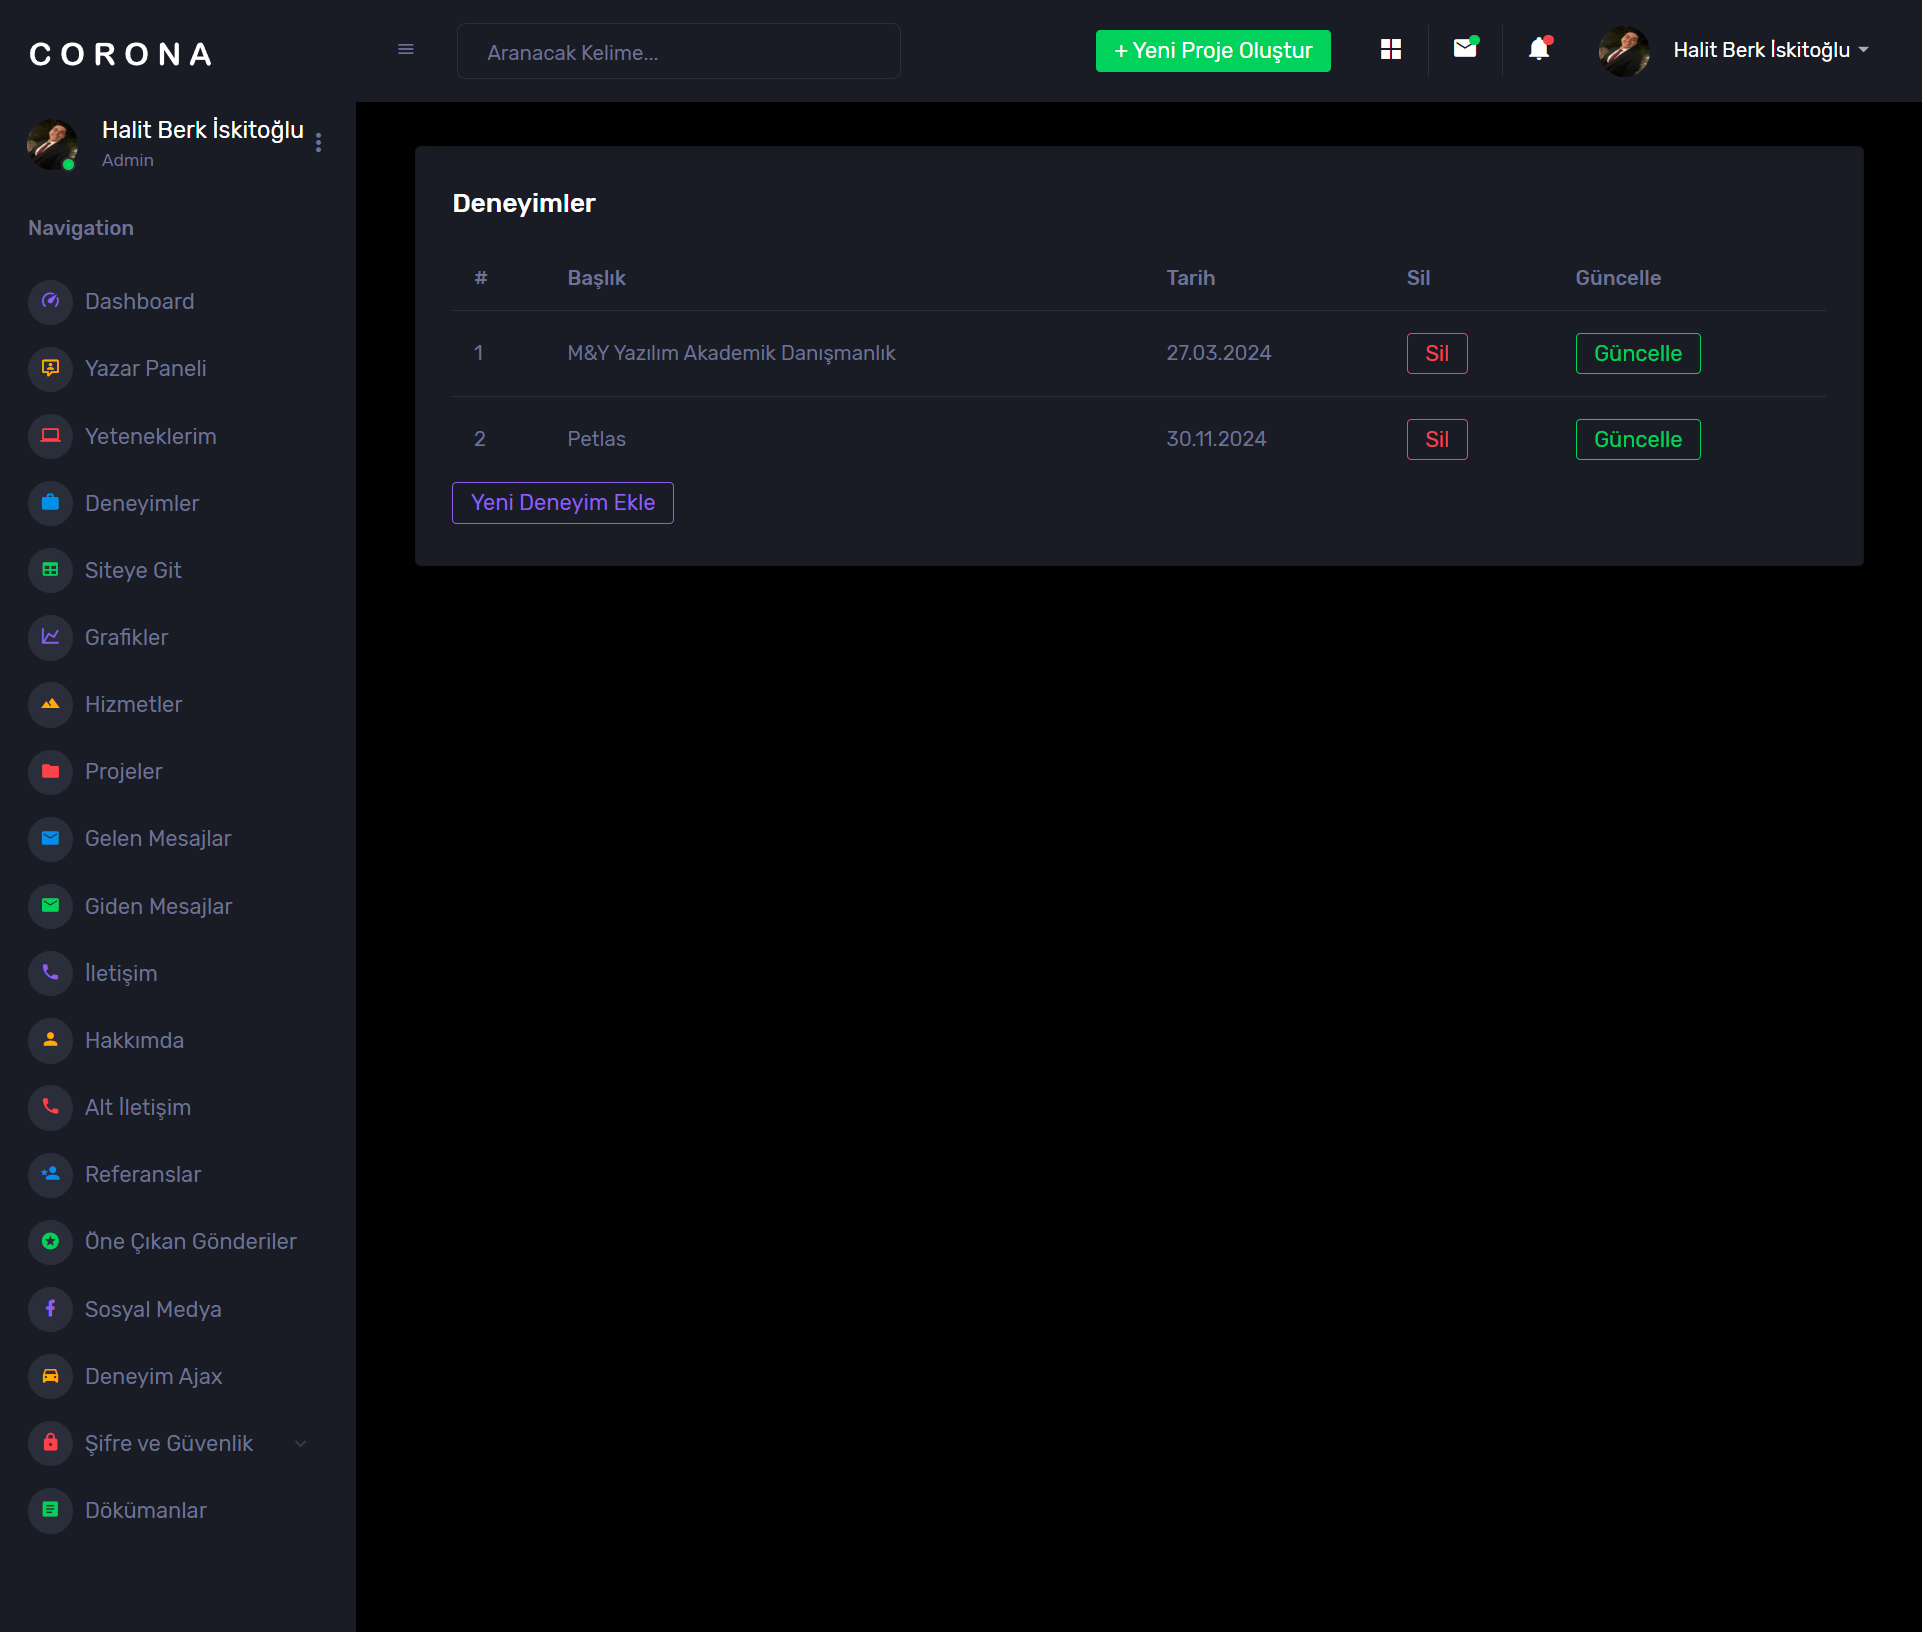 CORONA
Aranacak Kelime...
+ Yeni Proje Oluştur
Halit Berk İskitoğlu
Halit Berk İskitoğlu
Admin
Navigation
Dashboard
Yazar Paneli
Yeteneklerim
Deneyimler
Siteye Git
Grafikler
Hizmetler
Projeler
Gelen Mesajlar
Giden Mesajlar
İletişim
Hakkımda
Alt İletişim
Referanslar
Öne Çıkan Gönderiler
Sosyal Medya
Deneyim Ajax
Şifre ve Güvenlik
Dökümanlar
Deneyimler
# Başlık Tarih Sil Güncelle
1 M&Y Yazılım Akademik Danışmanlık 27.03.2024 Sil Güncelle
2 Petlas 30.11.2024 Sil Güncelle
Yeni Deneyim Ekle